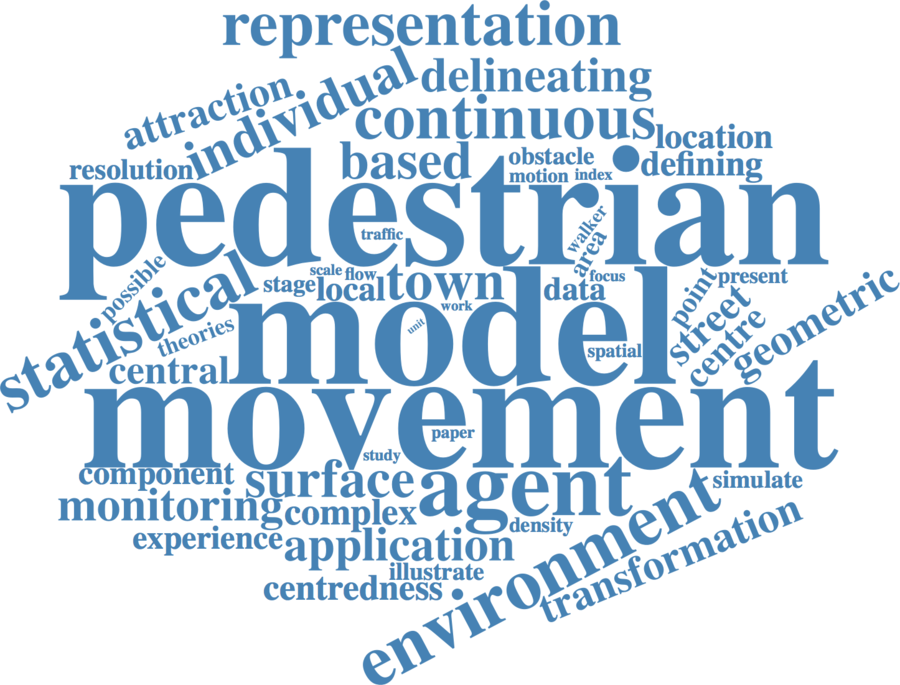 representation
delineating
individual
attraction
continuous
location
based
obstacle
defining
resolution
motion
index
pedestrian
walker
traffic
area
possible
statistical
stage
scale
flow
local
town
work
data
focus
point
present
street
geometric
theories
model
unit
spatial
centre
central
movement
paper
study
component
surface
agent
simulate
monitoring
complex
density
environment
transformation
experience
application
illustrate
centredness